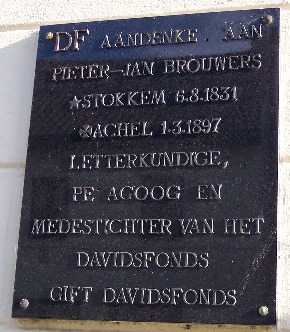 DF AANDENKE AAN
PIETER-JAN BROUWERS
★STOKKEM 6.8.1831
⊗ACHEL 1.3.1897
LETTERKUNDIGE,
PE AGOOG EN
MEDESTICHTER VAN HET
DAVIDSFONDS
GIFT DAVIDSFONDS